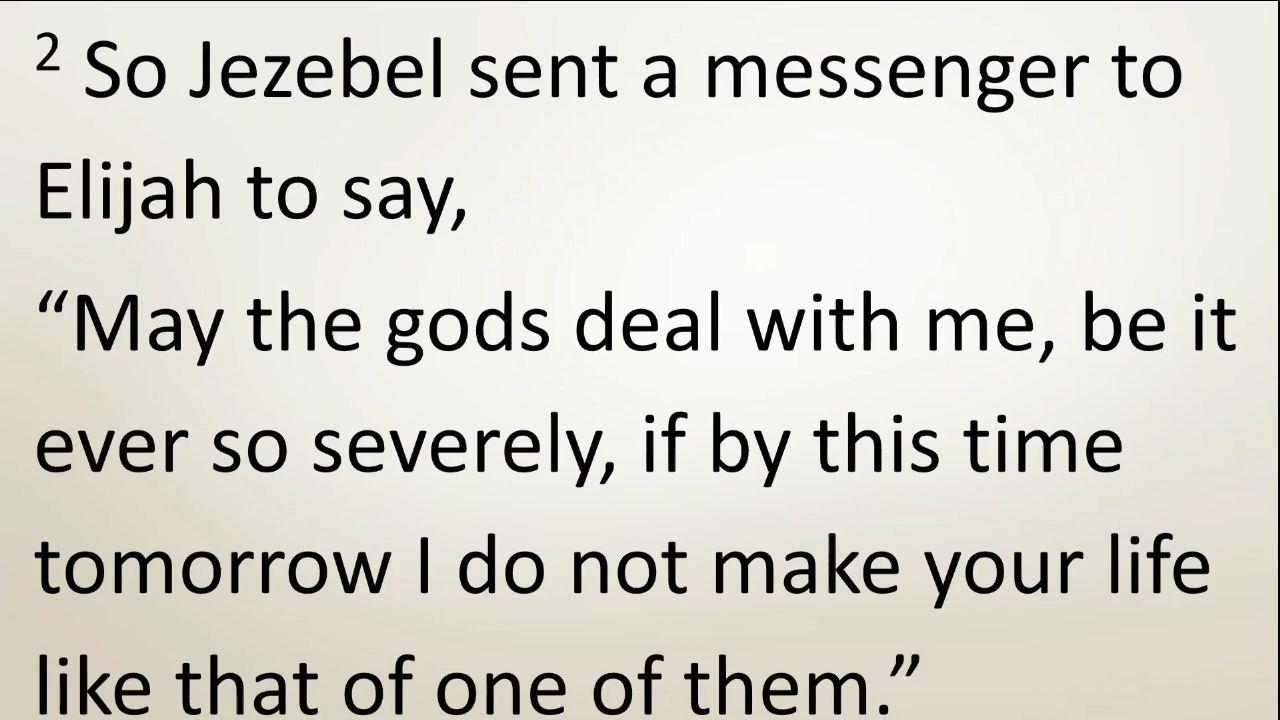 ² So Jezebel sent a messenger to
Elijah to say,
“May the gods deal with me, be it
ever so severely, if by this time
tomorrow I do not make your life
like that of one of them.”